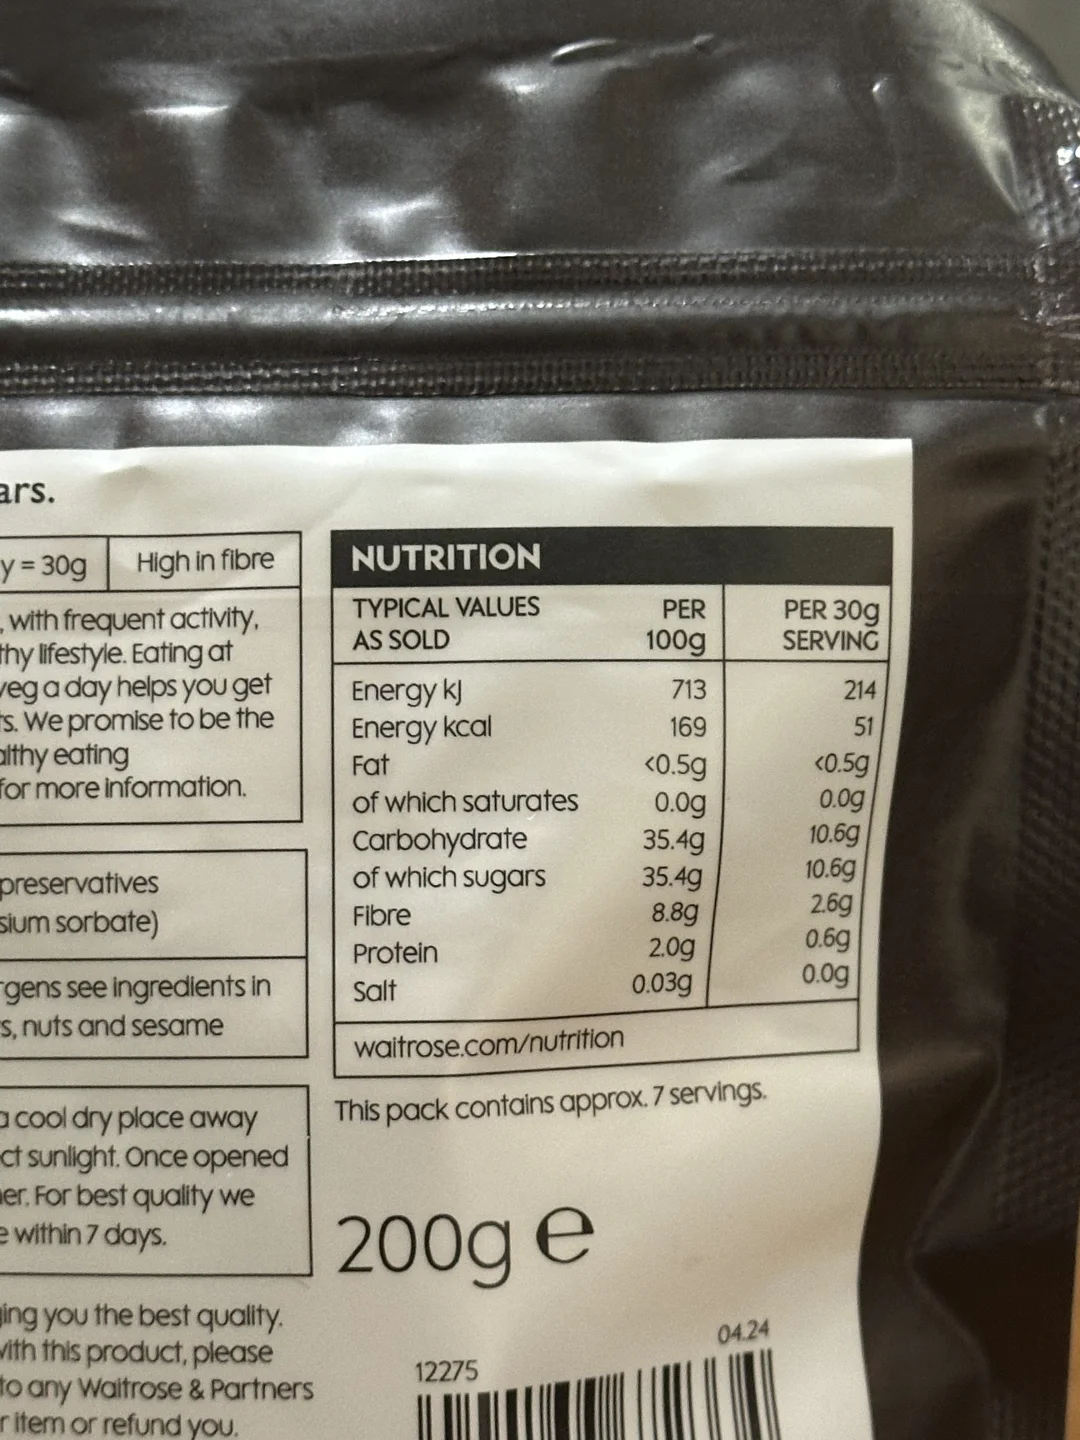 ars.
y = 30g
High in fibre
, with frequent activity,
thy lifestyle. Eating at
veg a day helps you get
ts. We promise to be the
althy eating
for more information.
preservatives
sium sorbate)
rgens see ingredients in
s, nuts and sesame
a cool dry place away
ct sunlight. Once opened
er. For best quality we
e within 7 days.
ging you the best quality.
with this product, please
to any Waitrose & Partners
r item or refund you.
NUTRITION
TYPICAL VALUES AS SOLD PER 100g PER 30g SERVING
Energy kJ 713 214
Energy kcal 169 51
Fat <0.5g <0.5g
of which saturates 0.0g 0.0g
Carbohydrate 35.4g 10.6g
of which sugars 35.4g 10.6g
Fibre 8.8g 2.6g
Protein 2.0g 0.6g
Salt 0.03g 0.0g
waitrose.com/nutrition
This pack contains approx. 7 servings.
200g e
12275
04.24